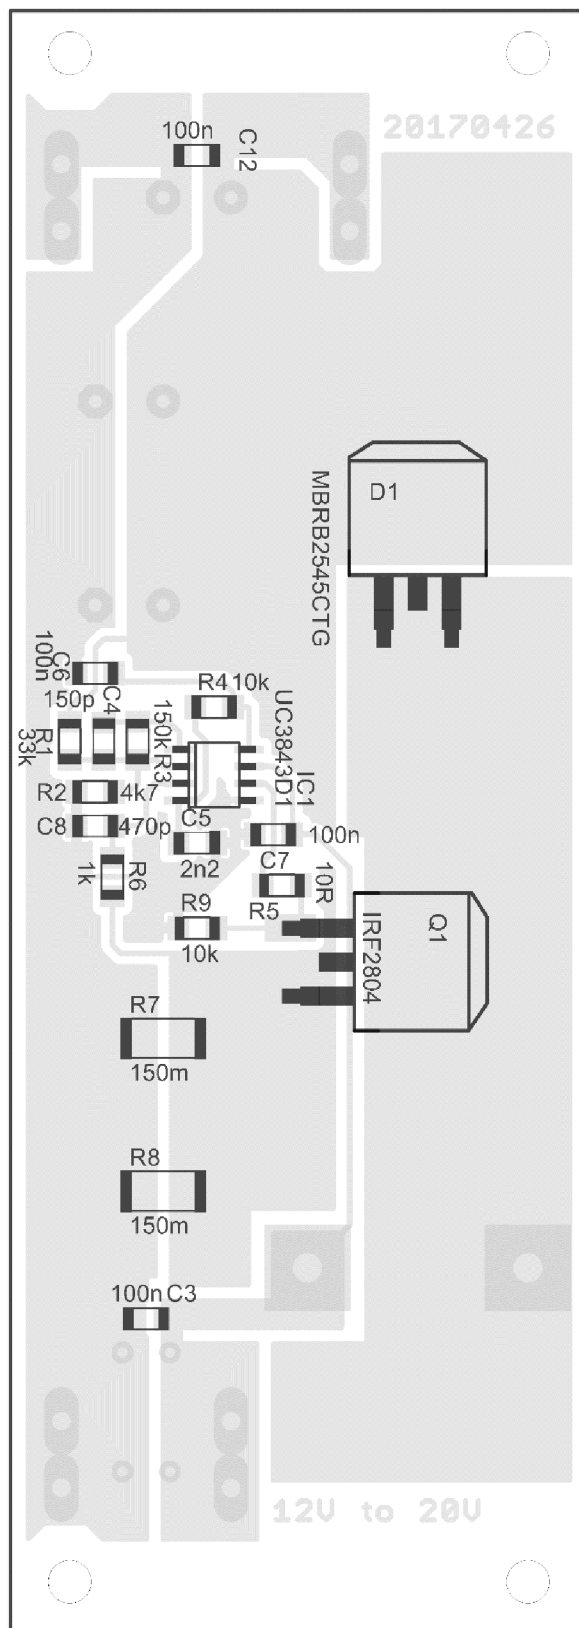 20170426
100n
C12
D1
MBRB2545CTG
C6
100n
150p
C4
R4 10k
UC3843D1
IC1
R1
33k
150k
R3
R2
4k7
C8
470p
C5
2n2
100n
C7
R6
1k
10R
R5
R9
10k
IRF2804
Q1
R7
150m
R8
150m
100n C3
12V to 20V